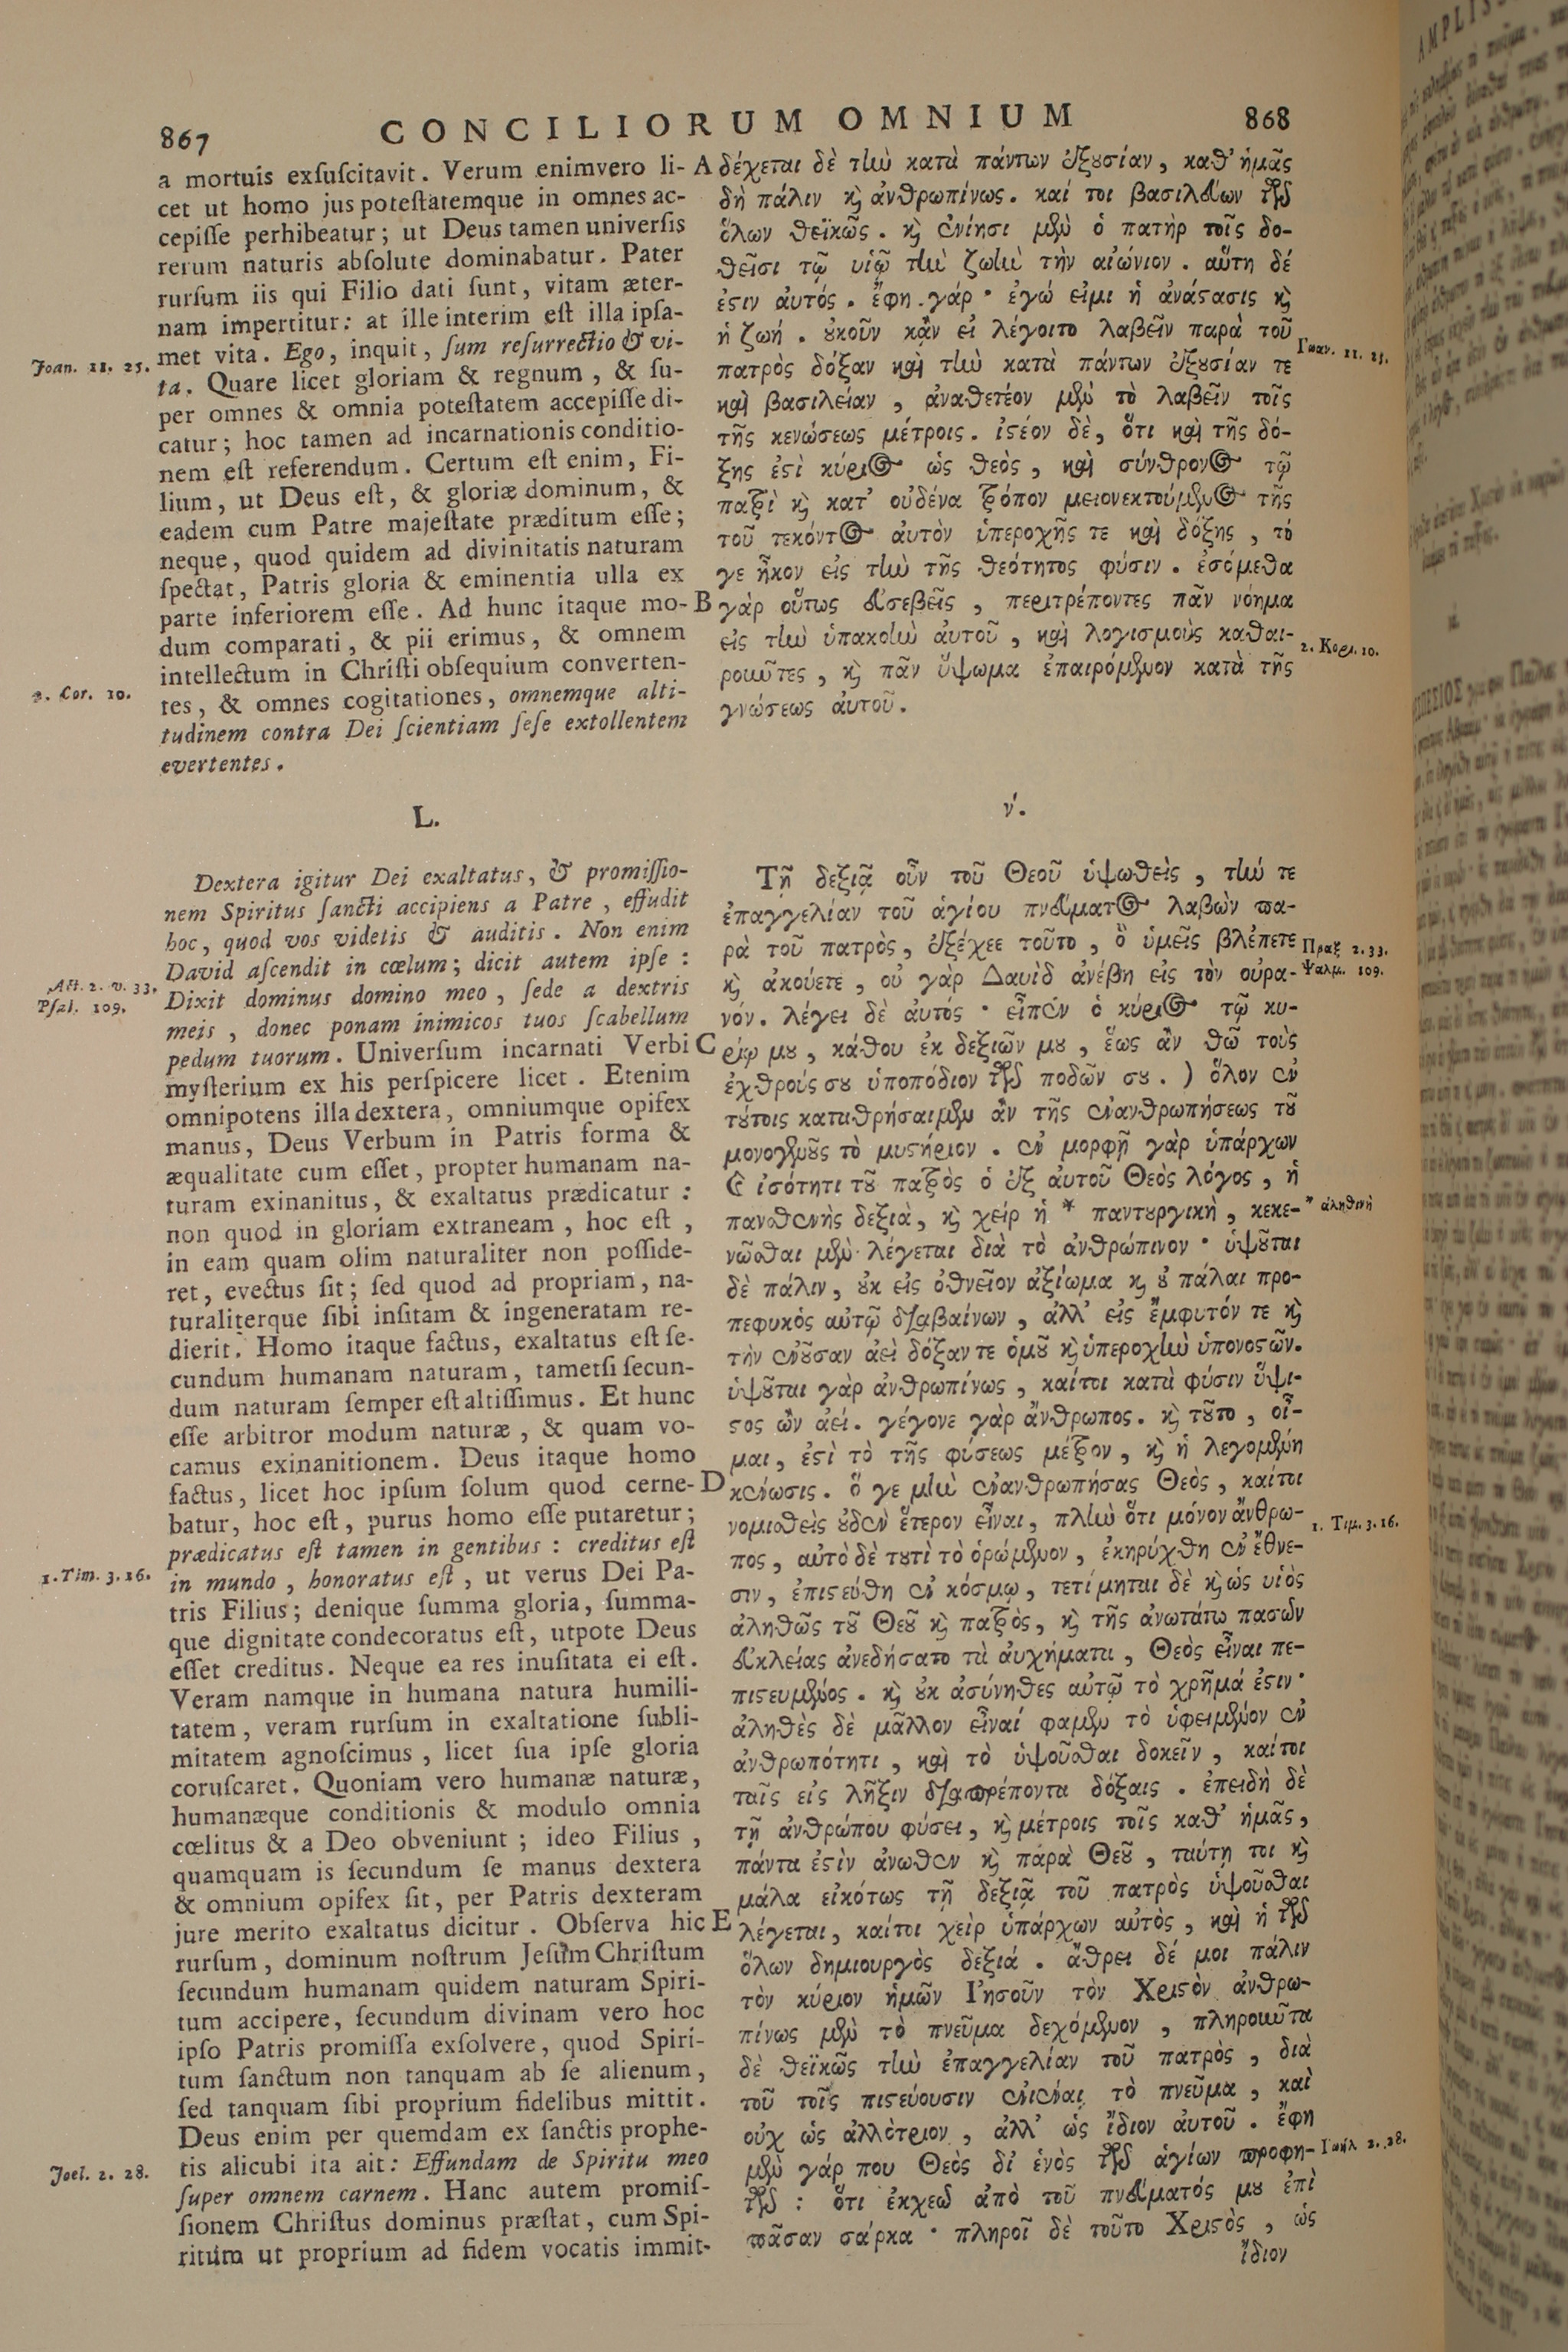 867
CONCILIORUM OMNIUM
868
a mortuis exſuſcitavit. Verum enimvero li-
cet ut homo jus poteſtatemque in omnes ac-
cepiſſe perhibeatur; ut Deus tamen univerſis
rerum naturis abſolute dominabatur. Pater
rurſum iis qui Filio dati ſunt, vitam æter-
nam impertitur: at ille interim eſt illa ipſa-
met vita. Ego, inquit, ſum reſurrectio & vi-
ta. Quare licet gloriam & regnum, & ſu-
per omnes & omnia poteſtatem accepiſſe di-
catur; hoc tamen ad incarnationis conditio-
nem eſt referendum. Certum eſt enim, Fi-
lium, ut Deus eſt, & gloriæ dominum, &
eadem cum Patre majeſtate præditum eſſe;
neque, quod quidem ad divinitatis naturam
ſpectat, Patris gloria & eminentia ulla ex
parte inferiorem eſſe. Ad hunc itaque mo-
dum comparati, & pii erimus, & omnem
intellectum in Chriſti obſequium converten-
tes, & omnes cogitationes, omnemque alti-
tudinem contra Dei ſcientiam ſeſe extollentem
evertentes.
Joan. 11. 25.
2. Cor. 10.
L.
Dextera igitur Dei exaltatus, & promiſſio-
nem Spiritus ſancti accipiens a Patre, effudit
hoc, quod vos videtis & auditis. Non enim
David aſcendit in cœlum; dicit autem ipſe:
Dixit dominus domino meo, ſede a dextris
meis, donec ponam inimicos tuos ſcabellum
pedum tuorum. Univerſum incarnati Verbi
myſterium ex his perſpicere licet. Etenim
omnipotens illa dextera, omniumque opifex
manus, Deus Verbum in Patris forma &
æqualitate cum eſſet, propter humanam na-
turam exinanitus, & exaltatus prædicatur:
non quod in gloriam extraneam, hoc eſt,
in eam quam olim naturaliter non poſſide-
ret, evectus ſit; ſed quod ad propriam, na-
turaliterque ſibi inſitam & ingeneratam re-
dierit. Homo itaque factus, exaltatus eſt ſe-
cundum humanam naturam, tametſi ſecun-
dum naturam ſemper eſt altiſſimus. Et hunc
eſſe arbitror modum naturæ, & quam vo-
camus exinanitionem. Deus itaque homo
factus, licet hoc ipſum ſolum quod cerne-
batur, hoc eſt, purus homo eſſe putaretur;
prædicatus eſt tamen in gentibus: creditus eſt
in mundo, honoratus eſt, ut verus Dei Pa-
tris Filius; denique ſumma gloria, ſumma-
que dignitate condecoratus eſt, utpote Deus
eſſet creditus. Neque ea res inuſitata ei eſt.
Veram namque in humana natura humili-
tatem, veram rurſum in exaltatione ſubli-
mitatem agnoſcimus, licet ſua ipſe gloria
coruſcaret. Quoniam vero humanæ naturæ,
humanæque conditionis & modulo omnia
cœlitus & a Deo obveniunt; ideo Filius,
quamquam is ſecundum ſe manus dextera
& omnium opifex ſit, per Patris dexteram
jure merito exaltatus dicitur. Obſerva hic
rurſum, dominum noſtrum Jeſum Chriſtum
ſecundum humanam quidem naturam Spiri-
tum accipere, ſecundum divinam vero hoc
ipſo Patris promiſſa exſolvere, quod Spiri-
tum ſanctum non tanquam ab ſe alienum,
ſed tanquam ſibi proprium fidelibus mittit.
Deus enim per quemdam ex ſanctis prophe-
tis alicubi ita ait: Effundam de Spiritu meo
ſuper omnem carnem. Hanc autem promiſ-
ſionem Chriſtus dominus præſtat, cum Spi-
ritum ut proprium ad fidem vocatis immit-
Act. 2. v. 33.
Pſal. 109.
1. Tim. 3. 16.
Joel. 2. 28.
A
B
C
D
E
δέχεται δὲ τὴν κατὰ πάντων ἐξουσίαν, καθ' ἡμᾶς
δὴ πάλιν καὶ ἀνθρωπίνως. καί τοι βασιλεύων τῶν
ὅλων θεϊκῶς. καὶ ἐνίησι μὲν ὁ πατὴρ τοῖς δο-
θεῖσι τῷ υἱῷ τὴν ζωὴν τὴν αἰώνιον. αὕτη δέ
ἐστιν αὐτός. ἔφη γάρ· ἐγώ εἰμι ἡ ἀνάστασις καὶ
ἡ ζωή. οὐκοῦν κἂν εἰ λέγοιτο λαβεῖν παρὰ τοῦ
πατρὸς δόξαν καὶ τὴν κατὰ πάντων ἐξουσίαν τε
καὶ βασιλείαν, ἀναθετέον μὲν τὸ λαβεῖν τοῖς
τῆς κενώσεως μέτροις. ἰστέον δὲ, ὅτι καὶ τῆς δό-
ξης ἐστὶ κύριος ὡς θεὸς, καὶ σύνθρονος τῷ
πατρὶ καὶ κατ' οὐδένα τρόπον μειονεκτούμενος τῆς
τοῦ τεκόντος αὐτὸν ὑπεροχῆς τε καὶ δόξης, τό
γε ἧκον εἰς τὴν τῆς θεότητος φύσιν. ἐσόμεθα
γὰρ οὕτως εὐσεβεῖς, περιτρέποντες πᾶν νόημα
εἰς τὴν ὑπακοὴν αὐτοῦ, καὶ λογισμοὺς καθαι-
ροῦντες, καὶ πᾶν ὕψωμα ἐπαιρόμενον κατὰ τῆς
γνώσεως αὐτοῦ.
Ἰωαν. 11. 25.
2. Κορι. 10.
ν΄.
Τῇ δεξιᾷ οὖν τοῦ Θεοῦ ὑψωθεὶς, τήν τε
ἐπαγγελίαν τοῦ ἁγίου πνεύματος λαβὼν πα-
ρὰ τοῦ πατρὸς, ἐξέχεε τοῦτο, ὃ ὑμεῖς βλέπετε
καὶ ἀκούετε, οὐ γὰρ Δαυὶδ ἀνέβη εἰς τὸν οὐρα-
νόν. λέγει δὲ αὐτός· εἶπεν ὁ κύριος τῷ κυ-
ρίῳ μου, κάθου ἐκ δεξιῶν μου, ἕως ἂν θῶ τοὺς
ἐχθρούς σου ὑποπόδιον τῶν ποδῶν σου. ) ὅλον ἐν
τούτοις καταθρήσαιμεν ἂν τῆς ἐνανθρωπήσεως τοῦ
μονογενοῦς τὸ μυστήριον. ἐν μορφῇ γὰρ ὑπάρχων
ἐν ἰσότητι τοῦ πατρὸς ὁ ἐξ αὐτοῦ Θεὸς λόγος, ἡ
πανσθενὴς δεξιὰ, καὶ χεὶρ ἡ * παντουργικὴ, κεκε-
νῶσθαι μὲν λέγεται διὰ τὸ ἀνθρώπινον· ὑψοῦται
δὲ πάλιν, οὐκ εἰς ὀθνεῖον ἀξίωμα καὶ οὐ πάλαι προ-
πεφυκὸς αὐτῷ διαβαίνων, ἀλλ' εἰς ἔμφυτόν τε καὶ
τὴν ἐνοῦσαν ἀεὶ δόξαν τε ὁμοῦ καὶ ὑπεροχὴν ὑπονοστῶν.
ὑψοῦται γὰρ ἀνθρωπίνως, καίτοι κατὰ φύσιν ὕψι-
στος ὢν ἀεί. γέγονε γὰρ ἄνθρωπος. καὶ τοῦτο, οἶ-
μαι, ἐστὶ τὸ τῆς φύσεως μέτρον, καὶ ἡ λεγομένη
κένωσις. ὅ γε μὴν ἐνανθρωπήσας Θεὸς, καίτοι
νομισθεὶς οὐδὲν ἕτερον εἶναι, πλὴν ὅτι μόνον ἄνθρω-
πος, αὐτὸ δὲ τουτὶ τὸ ὁρώμενον, ἐκηρύχθη ἐν ἔθνε-
σιν, ἐπιστεύθη ἐν κόσμῳ, τετίμηται δὲ καὶ ὡς υἱὸς
ἀληθῶς τοῦ Θεοῦ καὶ πατρὸς, καὶ τῆς ἀνωτάτω πασῶν
εὐκλείας ἀνεδήσατο τὰ αὐχήματα, Θεὸς εἶναι πε-
πιστευμένος. καὶ οὐκ ἀσύνηθες αὐτῷ τὸ χρῆμά ἐστιν·
ἀληθὲς δὲ μᾶλλον εἶναί φαμεν τὸ ὑφειμένον ἐν
ἀνθρωπότητι, καὶ τὸ ὑψοῦσθαι δοκεῖν, καίτοι
ταῖς εἰς λῆξιν διαπρέποντα δόξαις. ἐπειδὴ δὲ
τῇ ἀνθρώπου φύσει, καὶ μέτροις τοῖς καθ' ἡμᾶς,
πάντα ἐστὶν ἄνωθεν καὶ παρὰ Θεοῦ, ταύτῃ τοι καὶ
μάλα εἰκότως τῇ δεξιᾷ τοῦ πατρὸς ὑψοῦσθαι
λέγεται, καίτοι χεὶρ ὑπάρχων αὐτὸς, καὶ ἡ τῶν
ὅλων δημιουργὸς δεξιά. ἄθρει δέ μοι πάλιν
τὸν κύριον ἡμῶν Ἰησοῦν τὸν Χριστὸν ἀνθρω-
πίνως μὲν τὸ πνεῦμα δεχόμενον, πληροῦντα
δὲ θεϊκῶς τὴν ἐπαγγελίαν τοῦ πατρὸς, διὰ
τοῦ τοῖς πιστεύουσιν ἐνιέναι τὸ πνεῦμα, καὶ
οὐχ ὡς ἀλλότριον, ἀλλ' ὡς ἴδιον αὐτοῦ. ἔφη
μὲν γάρ που Θεὸς δι' ἑνὸς τῶν ἁγίων προφη-
τῶν: ὅτι ἐκχεῶ ἀπὸ τοῦ πνεύματός μου ἐπὶ
πᾶσαν σάρκα· πληροῖ δὲ τοῦτο Χριστὸς, ὡς
ἴδιον
Πραξ 2. 33.
Ψαλμ. 109.
* ἀληθινὴ
1. Τιμ. 3. 16.
Ἰωὴλ 2. 28.